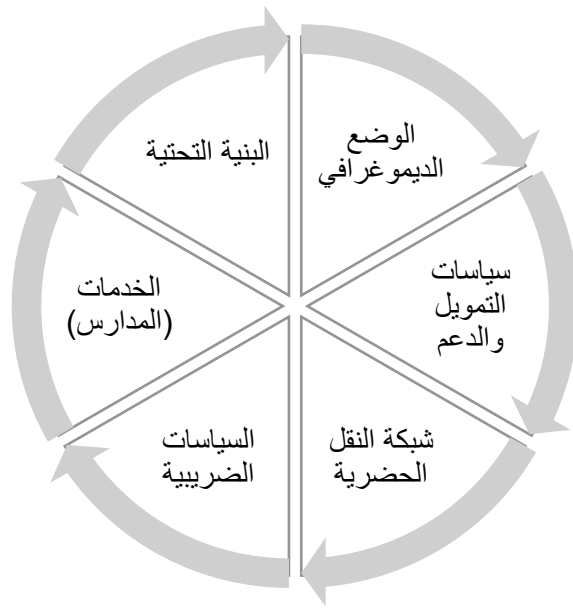 الوضع
الديموغرافي
سياسات
التمويل
والدعم
شبكة النقل
الحضرية
السياسات
الضريبية
الخدمات
(المدارس)
البنية التحتية